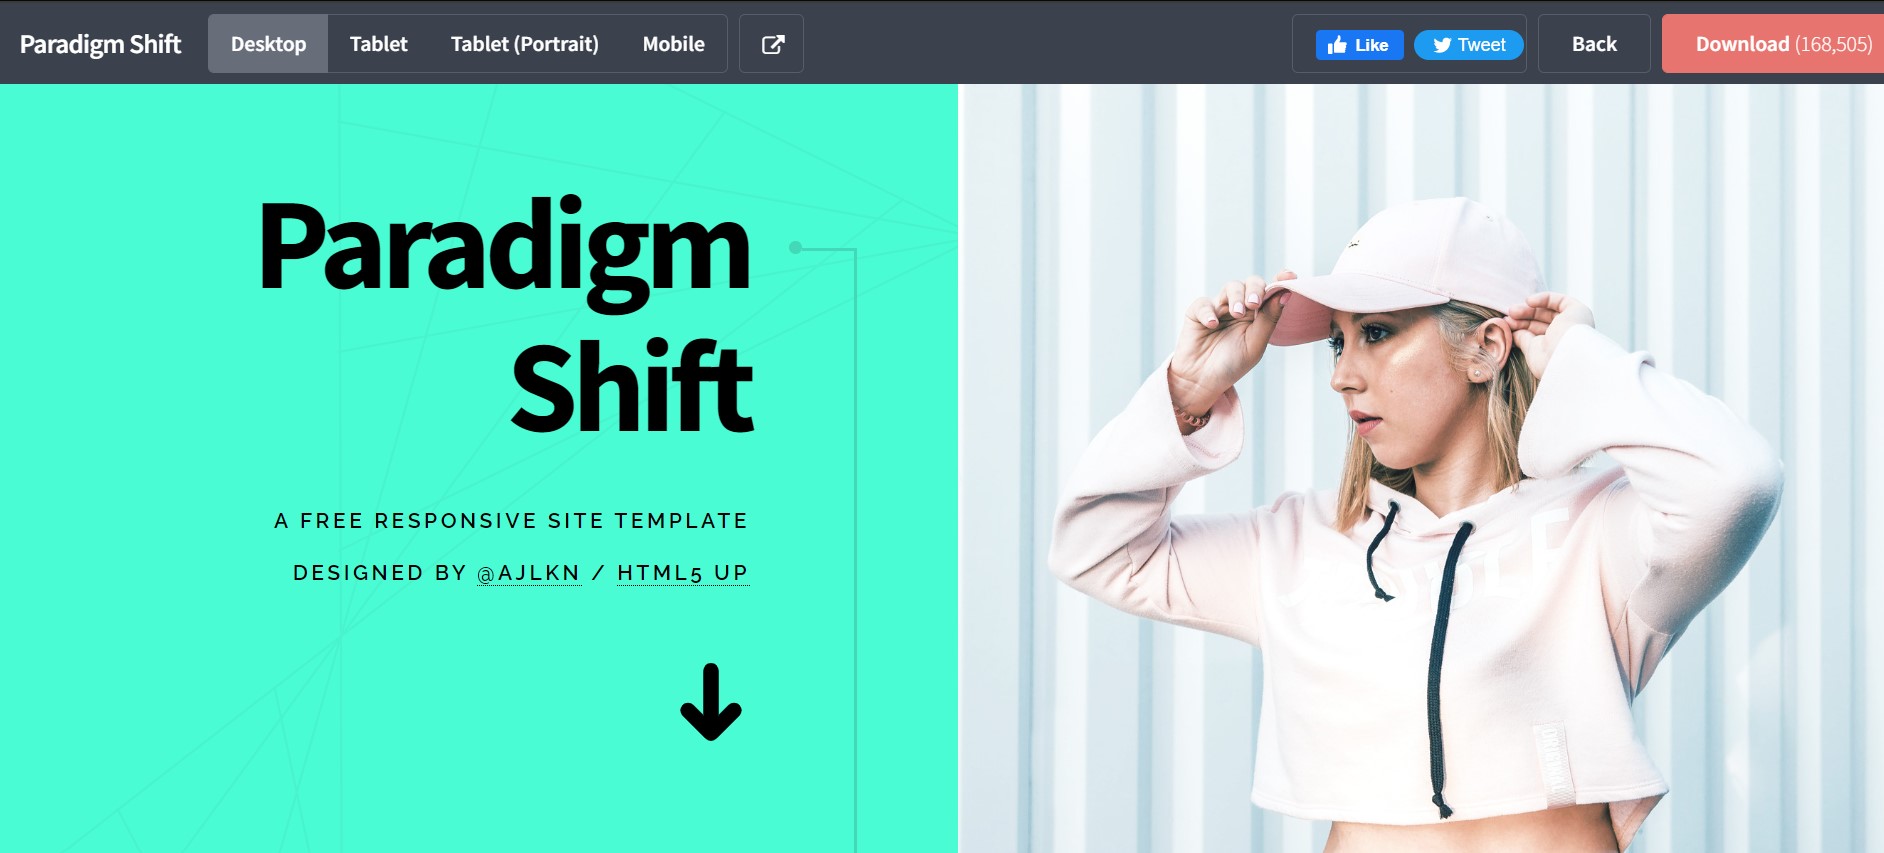 Paradigm Shift Desktop Tablet Tablet (Portrait) Mobile Like Tweet Back Download (168,505)
Paradigm
Shift
A FREE RESPONSIVE SITE TEMPLATE
DESIGNED BY @AJLKN / HTML5 UP
ORIGINAL